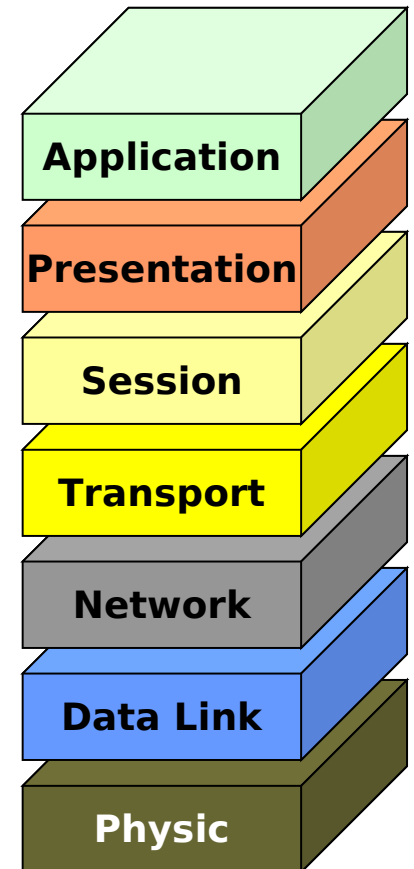 Application
Presentation
Session
Transport
Network
Data Link
Physic